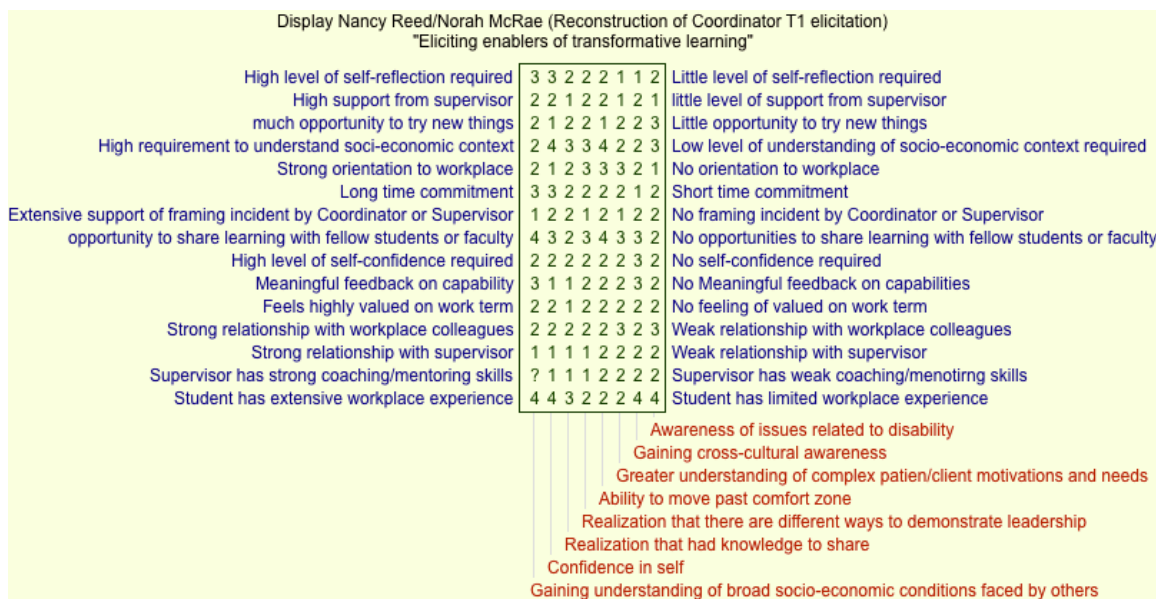 Display Nancy Reed/Norah McRae (Reconstruction of Coordinator T1 elicitation)
"Eliciting enablers of transformative learning"
High level of self-reflection required 3 3 2 2 2 1 1 2 Little level of self-reflection required
High support from supervisor 2 2 1 2 2 1 2 1 little level of support from supervisor
much opportunity to try new things 2 1 2 2 1 2 2 3 Little opportunity to try new things
High requirement to understand soci-economic context 2 4 3 3 4 2 2 3 Low level of understanding of socio-economic context required
Strong orientation to workplace 2 1 2 3 3 3 2 1 No orientation to workplace
Long time commitment 3 3 2 2 2 2 1 2 Short time commitment
Extensive support of framing incident by Coordinator or Supervisor 1 2 2 1 2 1 2 2 No framing incident by Coordinator or Supervisor
opportunity to share learning with fellow students or faculty 4 3 2 3 4 3 3 2 No opportunities to share learning with fellow students or faculty
High level of self-confidence required 2 2 2 2 2 2 3 2 No self-confidence required
Meaningful feedback on capability 3 1 1 2 2 2 3 2 No Meaningful feedback on capabilities
Feels highly valued on work term 2 2 1 2 2 2 2 2 No feeling of valued on work term
Strong relationship with workplace colleagues 2 2 2 2 2 3 2 3 Weak relationship with workplace colleagues
Strong relationship with supervisor 1 1 1 1 2 2 2 2 Weak relationship with supervisor
Supervisor has strong coaching/mentoring skills ? 1 1 1 2 2 2 2 Supervisor has weak coaching/menotirng skills
Student has extensive workplace experience 4 4 3 2 2 2 4 4 Student has limited workplace experience
Awareness of issues related to disability
Gaining cross-cultural awareness
Greater understanding of complex patien/client motivations and needs
Ability to move past comfort zone
Realization that there are different ways to demonstrate leadership
Realization that had knowledge to share
Confidence in self
Gaining understanding of broad socio-economic conditions faced by others